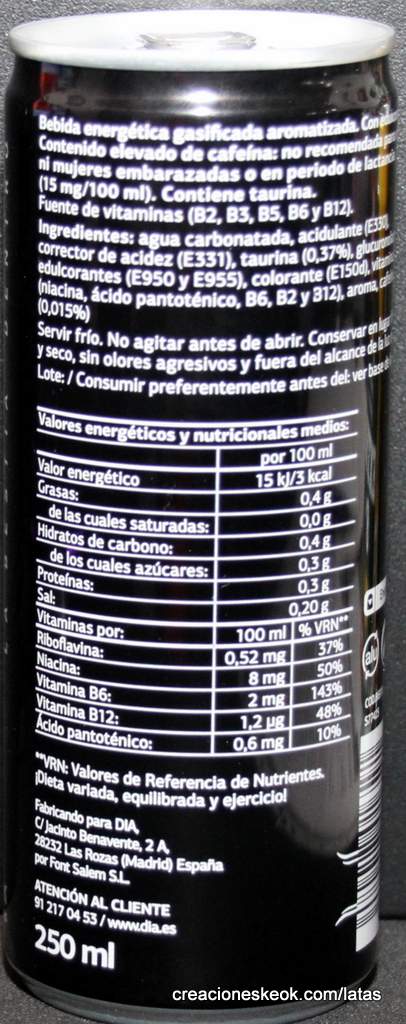 Bebida energética gasificada aromatizada. Con
Contenido elevado de cafeína: no recomendada
ni mujeres embarazadas o en periodo de lactancia
(15 mg/100 ml). Contiene taurina.
Fuente de vitaminas (B2, B3, B5, B6 y B12).
Ingredientes: agua carbonatada, acidulante (E330),
corrector de acidez (E331), taurina (0,37%),
edulcorantes (E950 y E955), colorante (E150d),
(niacina, ácido pantoténico, B6, B2 y B12), aroma,
(0,015%)
Servir frío. No agitar antes de abrir. Conservar en
y seco, sin olores agresivos y fuera del alcance de la
Lote: / Consumir preferentemente antes del: ver base de
Valores energéticos y nutricionales medios:
por 100 ml
Valor energético 15 kJ/3 kcal
Grasas: 0,4 g
de las cuales saturadas: 0,0 g
Hidratos de carbono: 0,4 g
de los cuales azúcares: 0,3 g
Proteínas: 0,3 g
Sal: 0,20 g
Vitaminas por: 100 ml % VRN**
Riboflavina: 0,52 mg 37%
Niacina: 8 mg 50%
Vitamina B6: 2 mg 143%
Vitamina B12: 1,2 µg 48%
Ácido pantoténico: 0,6 mg 10%
**VRN: Valores de Referencia de Nutrientes.
¡Dieta variada, equilibrada y ejercicio!
Fabricando para DIA,
C/ Jacinto Benavente, 2 A,
28232 Las Rozas (Madrid) España
por Font Salem S.L.
ATENCIÓN AL CLIENTE
91 217 04 53 / www.dia.es
250 ml
alu
creacioneskeok.com/latas